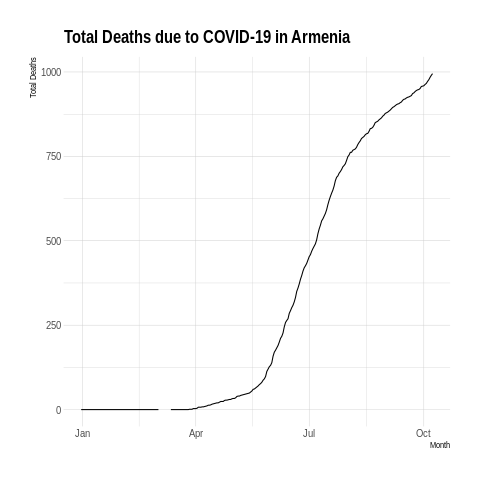 Total Deaths due to COVID-19 in Armenia
Total Deaths
1000
750
500
250
0
Jan Apr Jul Oct
Month